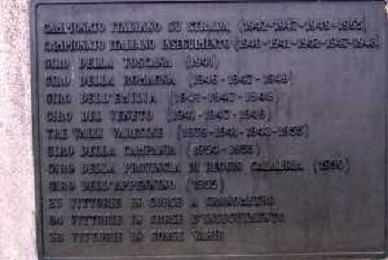 CAMPIONATO ITALIANO SU STRADA (1942-1947-1949-1955)
CAMPIONATO ITALIANO INSEGUIMENTO (1940-1941-1942-1947-1948)
GIRO DELLA TOSCANA (1941)
GIRO DELLA ROMAGNA (1946-1947-1949)
GIRO DELL'EMILIA (1941-1947-1948)
GIRO DEL VENETO (1941-1947-1949)
TRE VALLI VARESINE (1939-1941-1948-1955)
GIRO DELLA CAMPANIA (1954-1955)
GIRO DELLA PROVINCIA DI REGGIO CALABRIA (1950)
GIRO DELL'APPENNINO (1955)
VITTORIE IN CORSE A CRONOMETRO
VITTORIE IN CORSE D'INSEGUIMENTO
VITTORIE IN CORSE VARIE